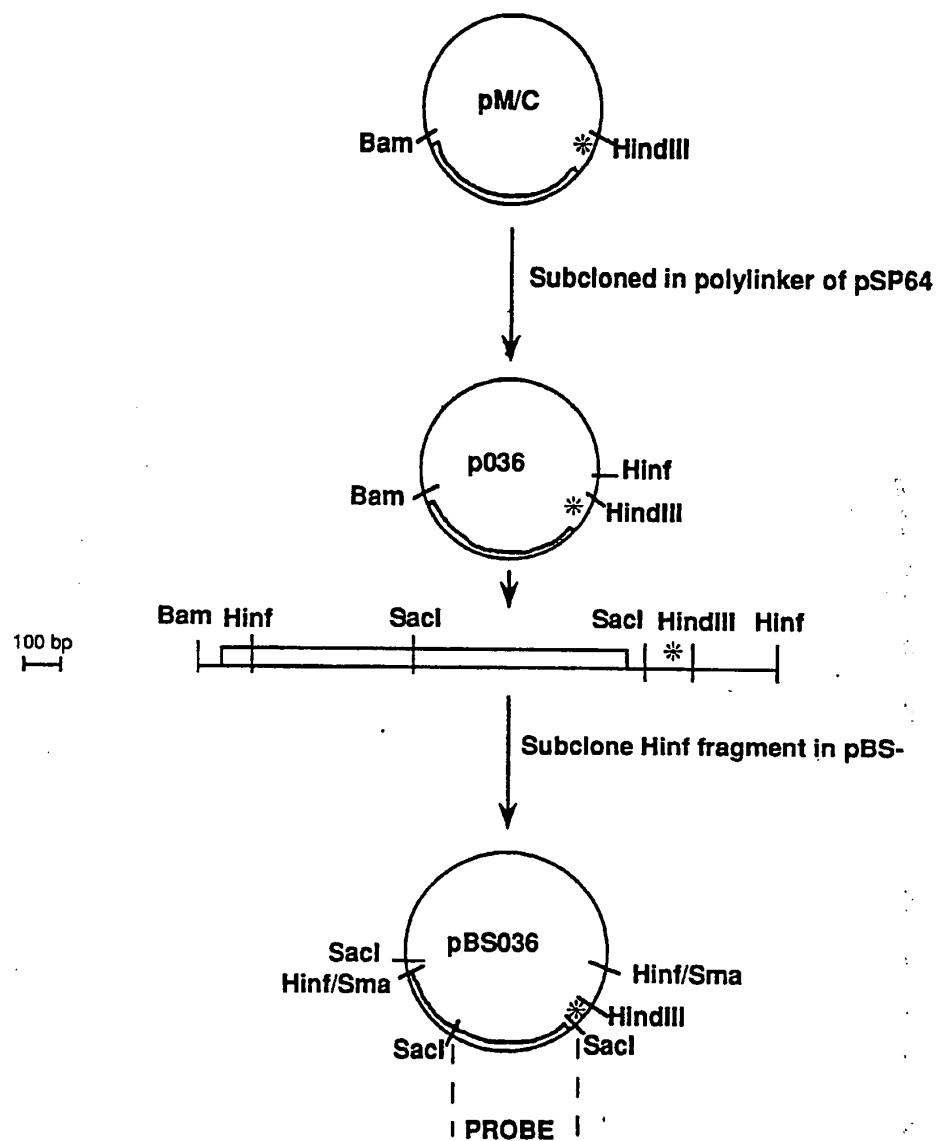 pM/C
Bam
HindIII
Subcloned in polylinker of pSP64
p036
Hinf
Bam
HindIII
Bam Hinf SacI SacI HindIII Hinf
100 bp
Subclone Hinf fragment in pBS-
pBS036
SacI
Hinf/Sma
Hinf/Sma
HindIII
SacI
SacI
PROBE